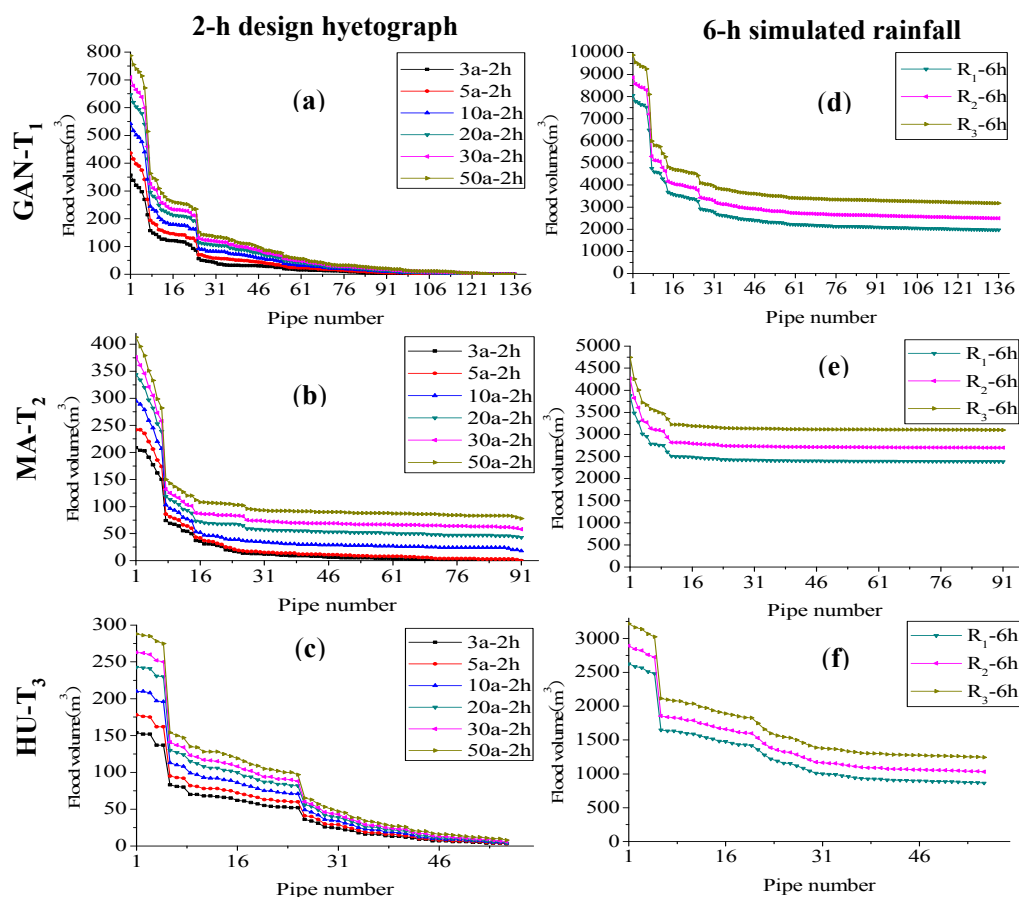 2-h design hyetograph
6-h simulated rainfall
GAN-T1
Flood volume(m3)
800
700
600
500
400
300
200
100
0
(a)
3a-2h
5a-2h
10a-2h
20a-2h
30a-2h
50a-2h
1 16 31 46 61 76 91 106 121 136
Pipe number
Flood volume(m3)
10000
9000
8000
7000
6000
5000
4000
3000
2000
1000
0
(d)
R1-6h
R2-6h
R3-6h
1 16 31 46 61 76 91 106 121 136
Pipe number
MA-T2
Flood volume(m3)
400
350
300
250
200
150
100
50
0
(b)
3a-2h
5a-2h
10a-2h
20a-2h
30a-2h
50a-2h
1 16 31 46 61 76 91
Pipe number
Flood volume(m3)
5000
4500
4000
3500
3000
2500
2000
1500
1000
500
0
(e)
R1-6h
R2-6h
R3-6h
1 16 31 46 61 76 91
Pipe number
HU-T3
Flood volume(m3)
300
250
200
150
100
50
0
(c)
3a-2h
5a-2h
10a-2h
20a-2h
30a-2h
50a-2h
1 16 31 46
Pipe number
Flood volume(m3)
3000
2500
2000
1500
1000
500
0
(f)
R1-6h
R2-6h
R3-6h
1 16 31 46
Pipe number